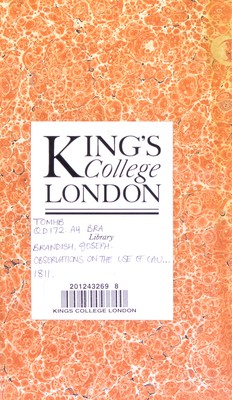 KING'S
College
LONDON
TOMHB
QD172 A4 BRA
Library
BRANDISH, JOSEPH
OBSERVATIONS ON THE USE OF CAU...
1811.
201243269 8
KINGS COLLEGE LONDON